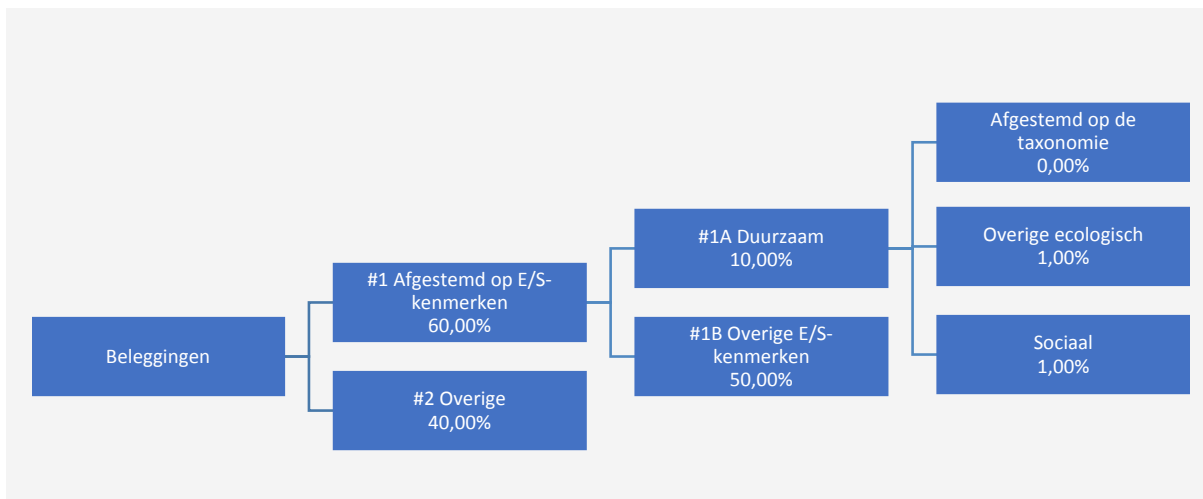 Beleggingen
#1 Afgestemd op E/S-
kenmerken
60,00%
#2 Overige
40,00%
#1A Duurzaam
10,00%
#1B Overige E/S-
kenmerken
50,00%
Afgestemd op de
taxonomie
0,00%
Overige ecologisch
1,00%
Sociaal
1,00%